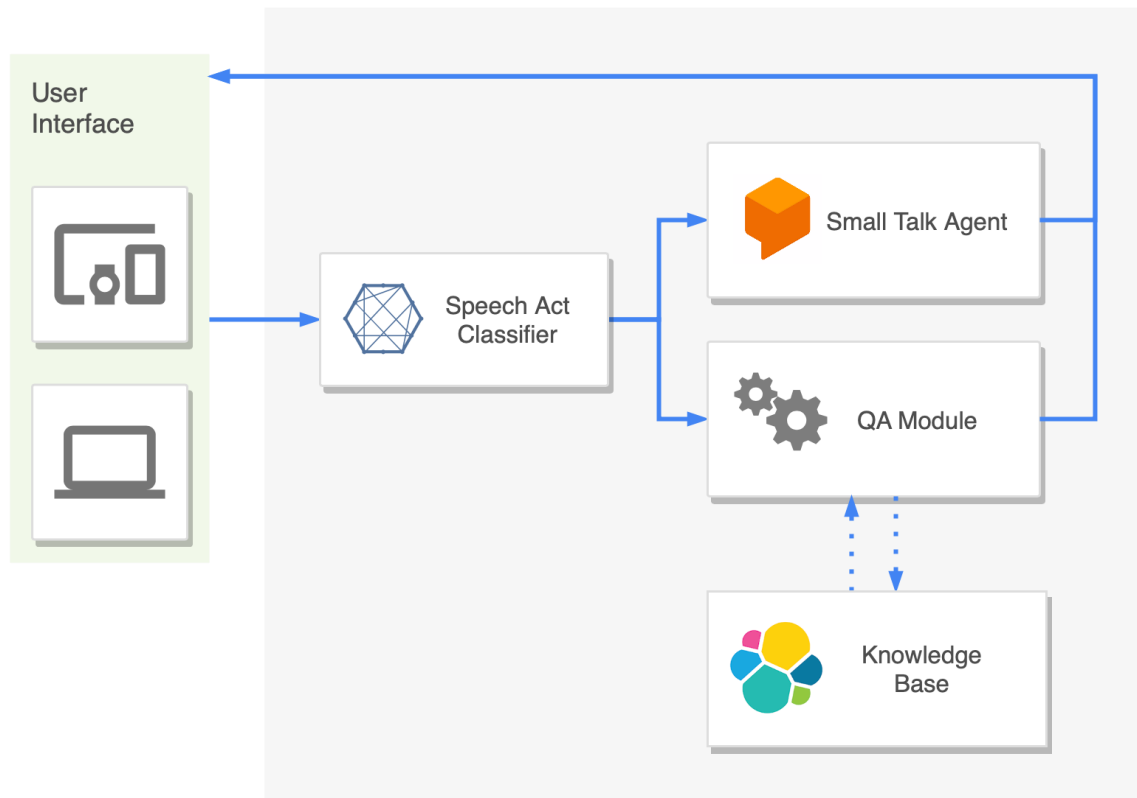 User
Interface
Small Talk Agent
Speech Act
Classifier
QA Module
Knowledge
Base